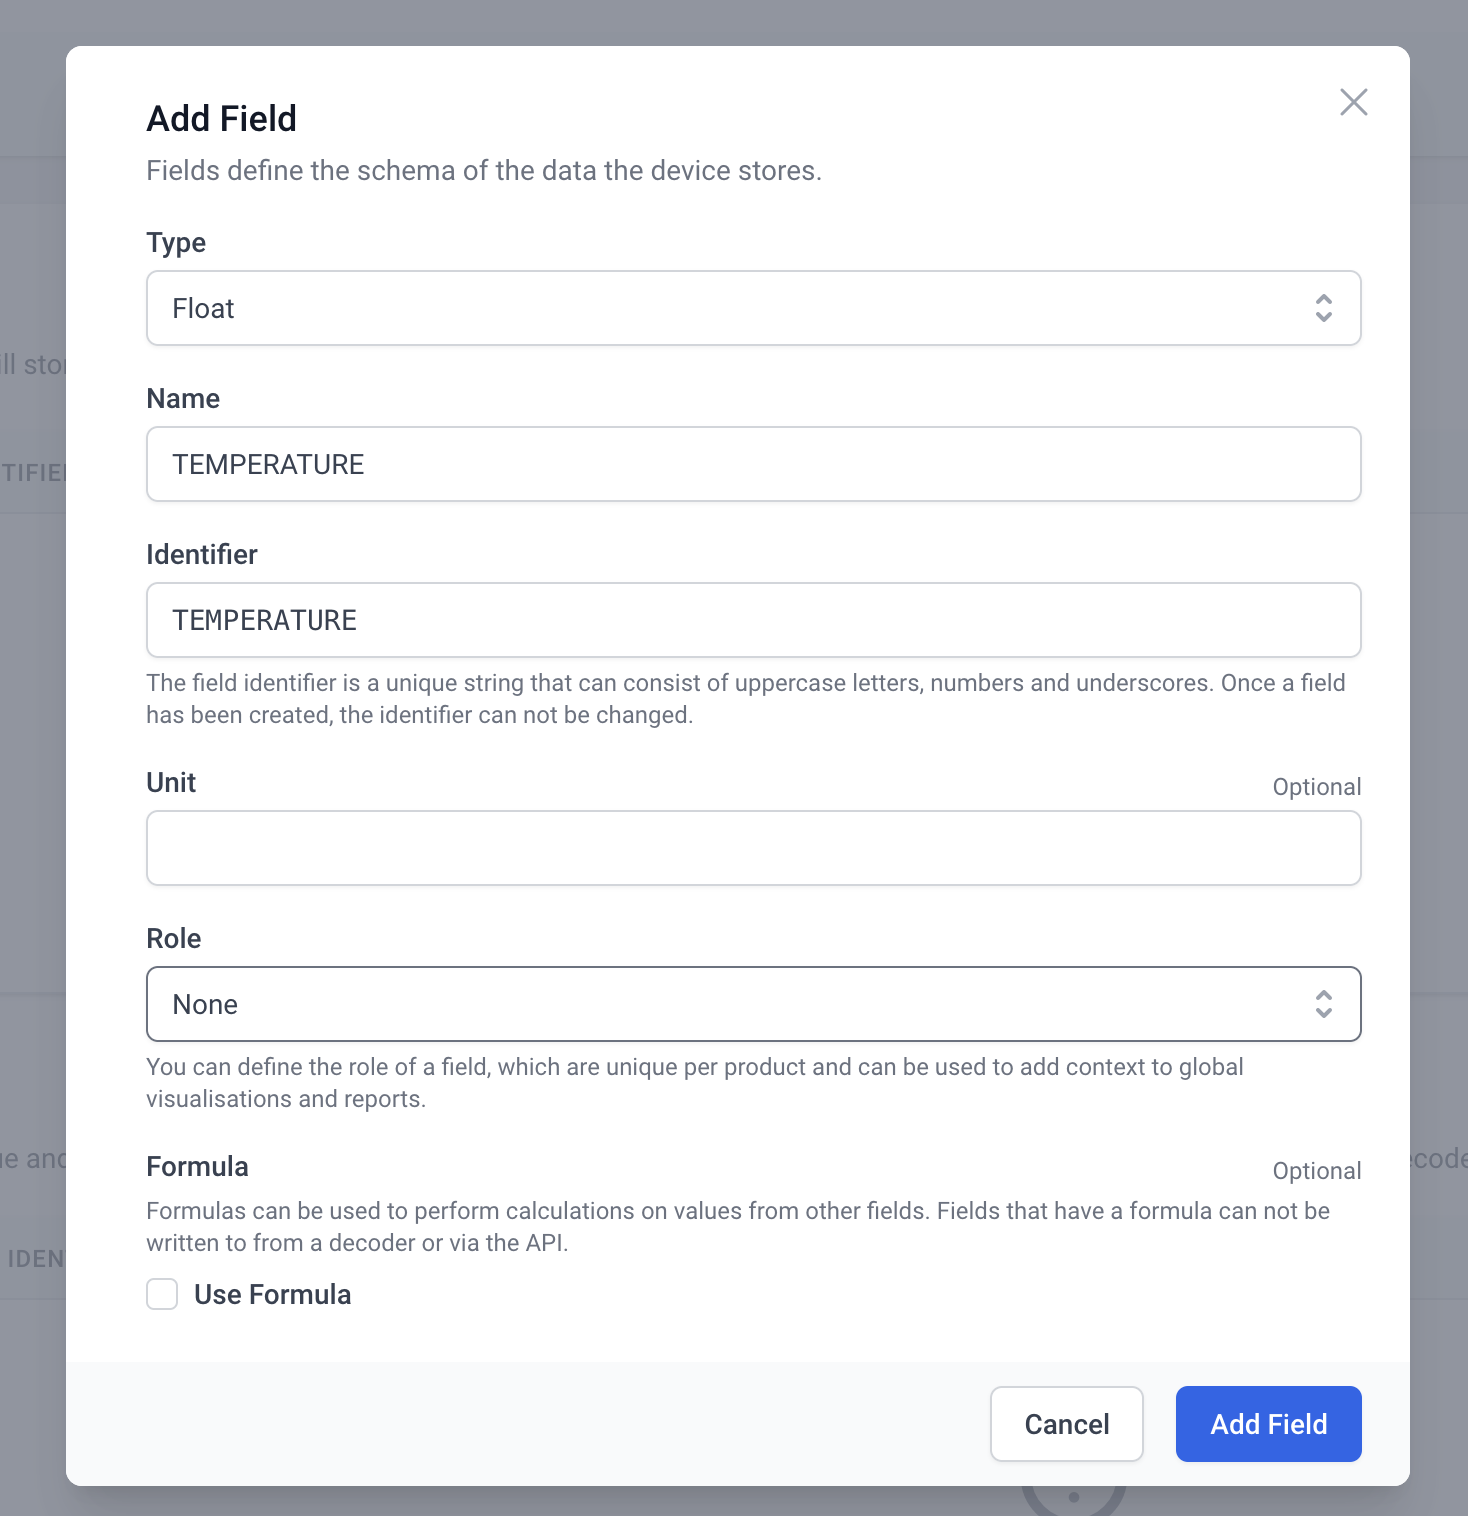 Add Field
Fields define the schema of the data the device stores.
Type
Float
Name
TEMPERATURE
Identifier
TEMPERATURE
The field identifier is a unique string that can consist of uppercase letters, numbers and underscores. Once a field
has been created, the identifier can not be changed.
Unit
Optional
Role
None
You can define the role of a field, which are unique per product and can be used to add context to global
visualisations and reports.
Formula
Optional
Formulas can be used to perform calculations on values from other fields. Fields that have a formula can not be
written to from a decoder or via the API.
Use Formula
Cancel
Add Field